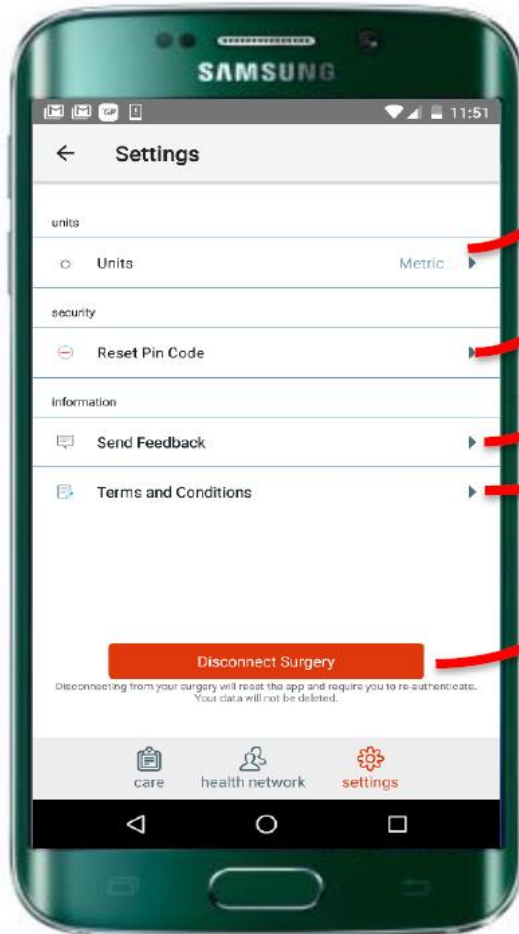 SAMSUNG
11:51
Settings
units
Units Metric
security
Reset Pin Code
information
Send Feedback
Terms and Conditions
Disconnect Surgery
Disconnecting from your surgery will reset the app and require you to re-authenticate.
Your data will not be deleted.
care health network settings